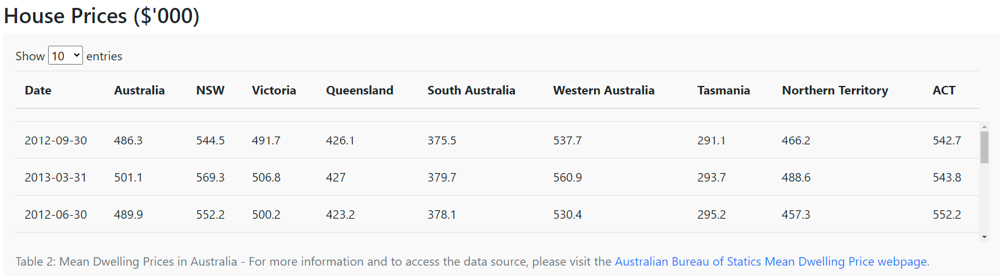 House Prices ($'000)
Show 10 entries
Date Australia NSW Victoria Queensland South Australia Western Australia Tasmania Northern Territory ACT
2012-09-30 486.3 544.5 491.7 426.1 375.5 537.7 291.1 466.2 542.7
2013-03-31 501.1 569.3 506.8 427 379.7 560.9 293.7 488.6 543.8
2012-06-30 489.9 552.2 500.2 423.2 378.1 530.4 295.2 457.3 552.2
Table 2: Mean Dwelling Prices in Australia - For more information and to access the data source, please visit the Australian Bureau of Statics Mean Dwelling Price webpage.